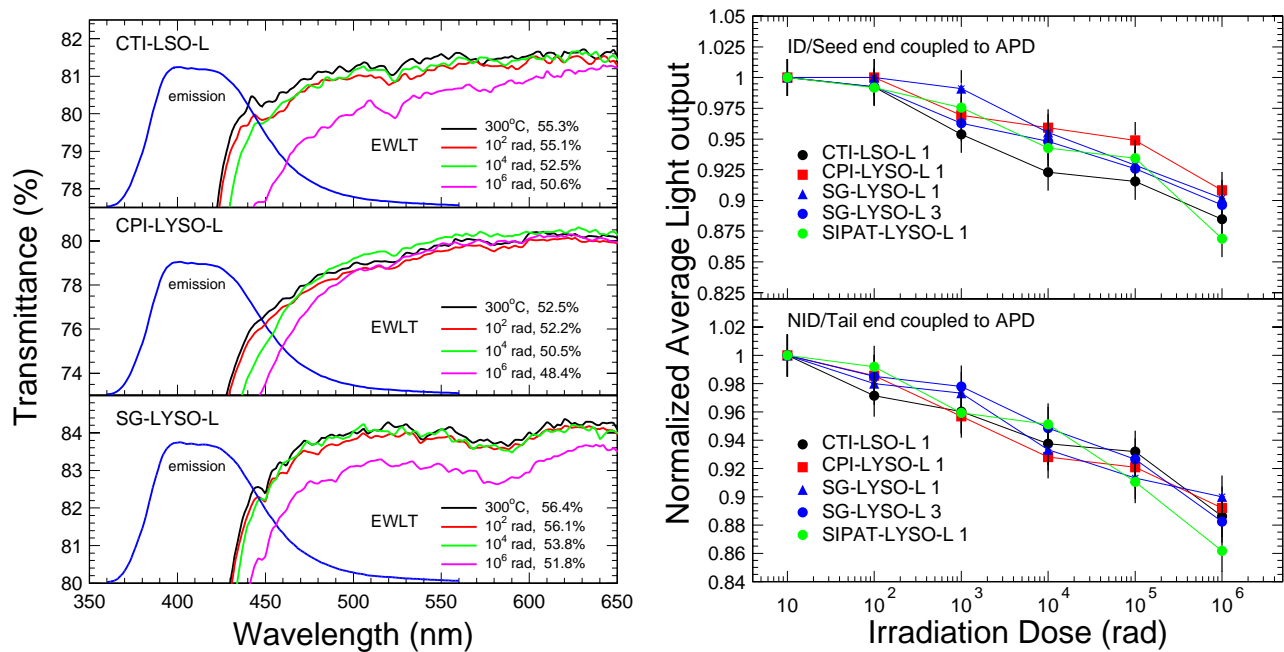 CTI-LSO-L
emission
EWLT
300°C, 55.3%
10² rad, 55.1%
10⁴ rad, 52.5%
10⁶ rad, 50.6%
82
81
80
79
78
CPI-LYSO-L
emission
EWLT
300°C, 52.5%
10² rad, 52.2%
10⁴ rad, 50.5%
10⁶ rad, 48.4%
80
78
76
74
SG-LYSO-L
emission
EWLT
300°C, 56.4%
10² rad, 56.1%
10⁴ rad, 53.8%
10⁶ rad, 51.8%
84
83
82
81
80
350 400 450 500 550 600 650
Wavelength (nm)
Transmittance (%)
ID/Seed end coupled to APD
CTI-LSO-L 1
CPI-LYSO-L 1
SG-LYSO-L 1
SG-LYSO-L 3
SIPAT-LYSO-L 1
1.05
1.025
1
0.975
0.95
0.925
0.9
0.875
0.85
0.825
NID/Tail end coupled to APD
CTI-LSO-L 1
CPI-LYSO-L 1
SG-LYSO-L 1
SG-LYSO-L 3
SIPAT-LYSO-L 1
1
0.98
0.96
0.94
0.92
0.9
0.88
0.86
0.84
10 10² 10³ 10⁴ 10⁵ 10⁶
Irradiation Dose (rad)
Normalized Average Light output